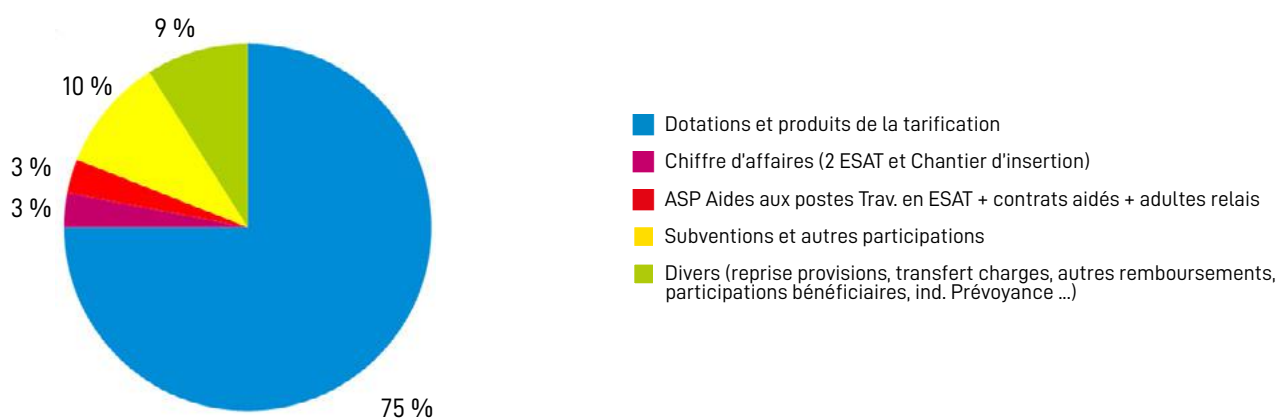 9 %
10 %
3 %
3 %
75 %
Dotations et produits de la tarification
Chiffre d'affaires (2 ESAT et Chantier d'insertion)
ASP Aides aux postes Trav. en ESAT + contrats aidés + adultes relais
Subventions et autres participations
Divers (reprise provisions, transfert charges, autres remboursements,
participations bénéficiaires, ind. Prévoyance ...)